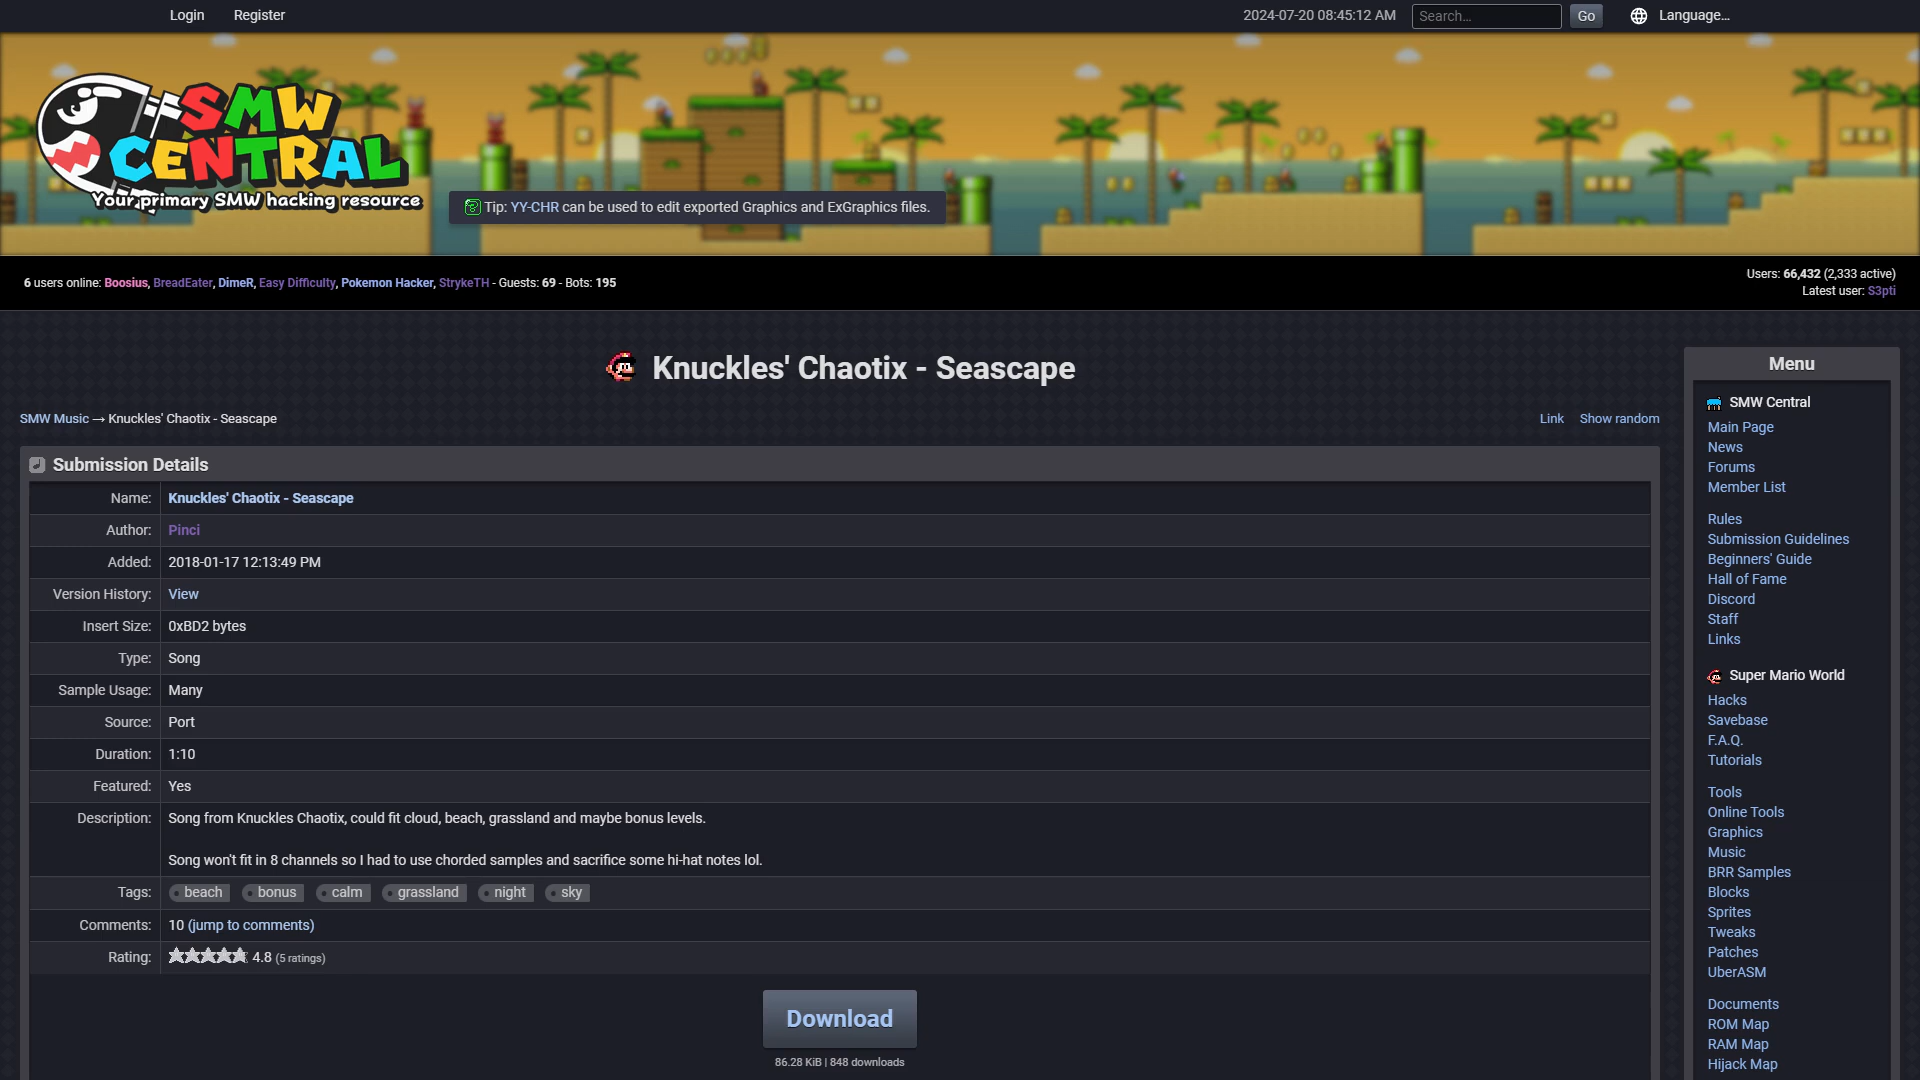 Login Register 2024-07-20 08:45:12 AM Search... Go Language...
SMW
CENTRAL
Your primary SMW hacking resource
Tip: YY-CHR can be used to edit exported Graphics and ExGraphics files.
6 users online: Boosius, BreadEater, DimeR, Easy Difficulty, Pokemon Hacker, StrykeTH - Guests: 69 - Bots: 195
Users: 66,432 (2,333 active)
Latest user: S3pti
Knuckles' Chaotix - Seascape
SMW Music → Knuckles' Chaotix - Seascape
Link Show random
Submission Details
Name: Knuckles' Chaotix - Seascape
Author: Pinci
Added: 2018-01-17 12:13:49 PM
Version History: View
Insert Size: 0xBD2 bytes
Type: Song
Sample Usage: Many
Source: Port
Duration: 1:10
Featured: Yes
Description: Song from Knuckles Chaotix, could fit cloud, beach, grassland and maybe bonus levels.
Song won't fit in 8 channels so I had to use chorded samples and sacrifice some hi-hat notes lol.
Tags: beach bonus calm grassland night sky
Comments: 10 (jump to comments)
Rating: 4.8 (5 ratings)
Download
86.28 KiB | 848 downloads
Menu
SMW Central
Main Page
News
Forums
Member List
Rules
Submission Guidelines
Beginners' Guide
Hall of Fame
Discord
Staff
Links
Super Mario World
Hacks
Savebase
F.A.Q.
Tutorials
Tools
Online Tools
Graphics
Music
BRR Samples
Blocks
Sprites
Tweaks
Patches
UberASM
Documents
ROM Map
RAM Map
Hijack Map